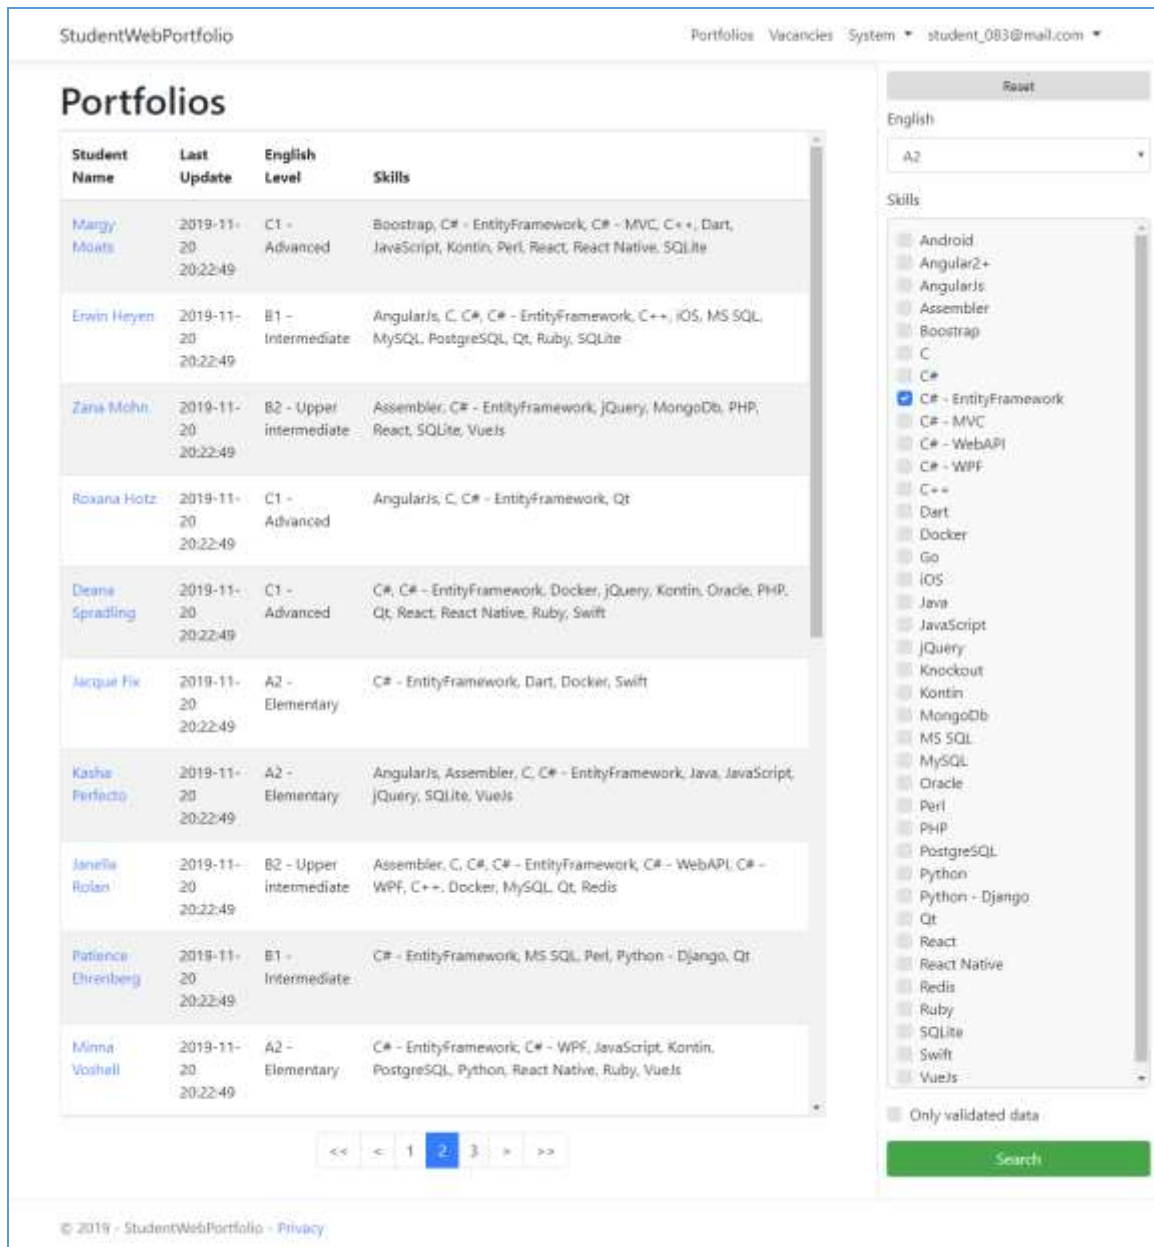 StudentWebPortfolio
Portfolios Vacancies System student_083@mail.com
Portfolios
Student Name Last Update English Level Skills
Margy Moats 2019-11-20 20:22:49 C1 - Advanced Boostrap, C# - EntityFramework, C# - MVC, C++, Dart,
JavaScript, Kontin, Perl, React, React Native, SQLite
Erwin Heyen 2019-11-20 20:22:49 B1 - Intermediate AngularJs, C, C#, C# - EntityFramework, C++, iOS, MS SQL,
MySQL, PostgreSQL, Qt, Ruby, SQLite
Zana Mohn 2019-11-20 20:22:49 B2 - Upper intermediate Assembler, C# - EntityFramework, jQuery, MongoDb, PHP,
React, SQLite, VueJs
Roxana Hotz 2019-11-20 20:22:49 C1 - Advanced AngularJs, C, C# - EntityFramework, Qt
Deana Spradling 2019-11-20 20:22:49 C1 - Advanced C#, C# - EntityFramework, Docker, jQuery, Kontin, Oracle, PHP,
Qt, React, React Native, Ruby, Swift
Jacque Fix 2019-11-20 20:22:49 A2 - Elementary C# - EntityFramework, Dart, Docker, Swift
Kasha Perfecto 2019-11-20 20:22:49 A2 - Elementary AngularJs, Assembler, C, C# - EntityFramework, Java, JavaScript,
jQuery, SQLite, VueJs
Janella Rolan 2019-11-20 20:22:49 B2 - Upper intermediate Assembler, C, C#, C# - EntityFramework, C# - WebAPI, C# -
WPF, C++, Docker, MySQL, Qt, Redis
Patience Ehrenberg 2019-11-20 20:22:49 B1 - Intermediate C# - EntityFramework, MS SQL, Perl, Python - Django, Qt
Minna Voshell 2019-11-20 20:22:49 A2 - Elementary C# - EntityFramework, C# - WPF, JavaScript, Kontin,
PostgreSQL, Python, React Native, Ruby, VueJs
<< < 1 2 3 > >>
Reset
English
A2
Skills
Android
Angular2+
AngularJs
Assembler
Boostrap
C
C#
C# - EntityFramework
C# - MVC
C# - WebAPI
C# - WPF
C++
Dart
Docker
Go
iOS
Java
JavaScript
jQuery
Knockout
Kontin
MongoDb
MS SQL
MySQL
Oracle
Perl
PHP
PostgreSQL
Python
Python - Django
Qt
React
React Native
Redis
Ruby
SQLite
Swift
VueJs
Only validated data
Search
© 2019 - StudentWebPortfolio - Privacy